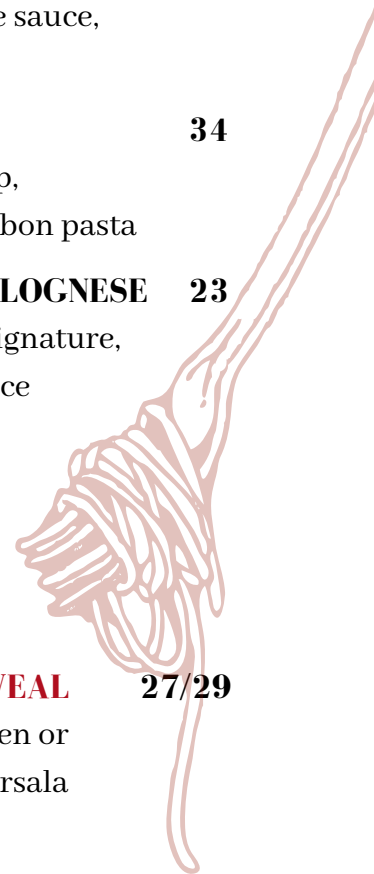 e sauce,
34
p,
bon pasta
LOGNESE 23
ignature,
ce
VEAL 27/29
en or
rsala